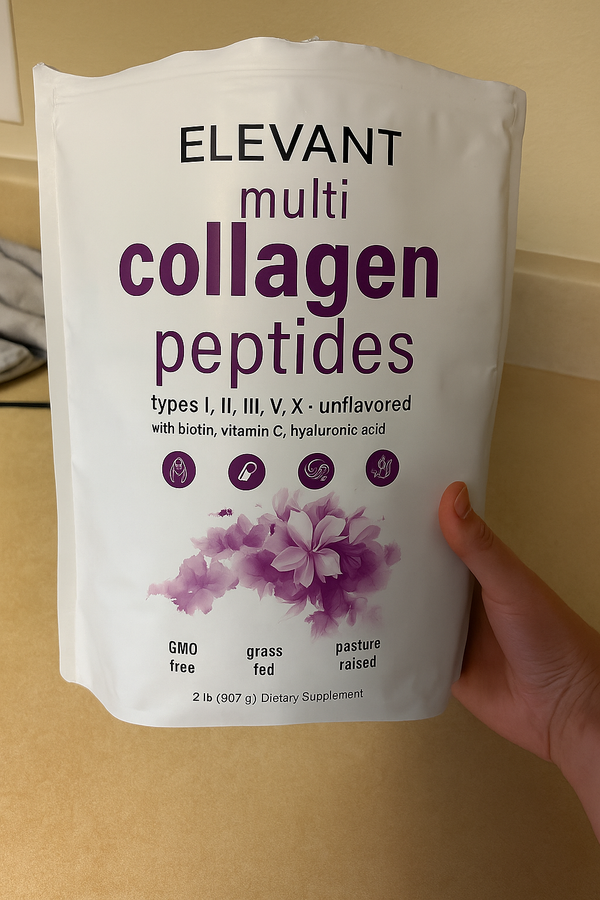 ELEVANT
multi
collagen
peptides
types I, II, III, V, X · unflavored
with biotin, vitamin C, hyaluronic acid
GMO
free
grass
fed
pasture
raised
2 lb (907 g) Dietary Supplement